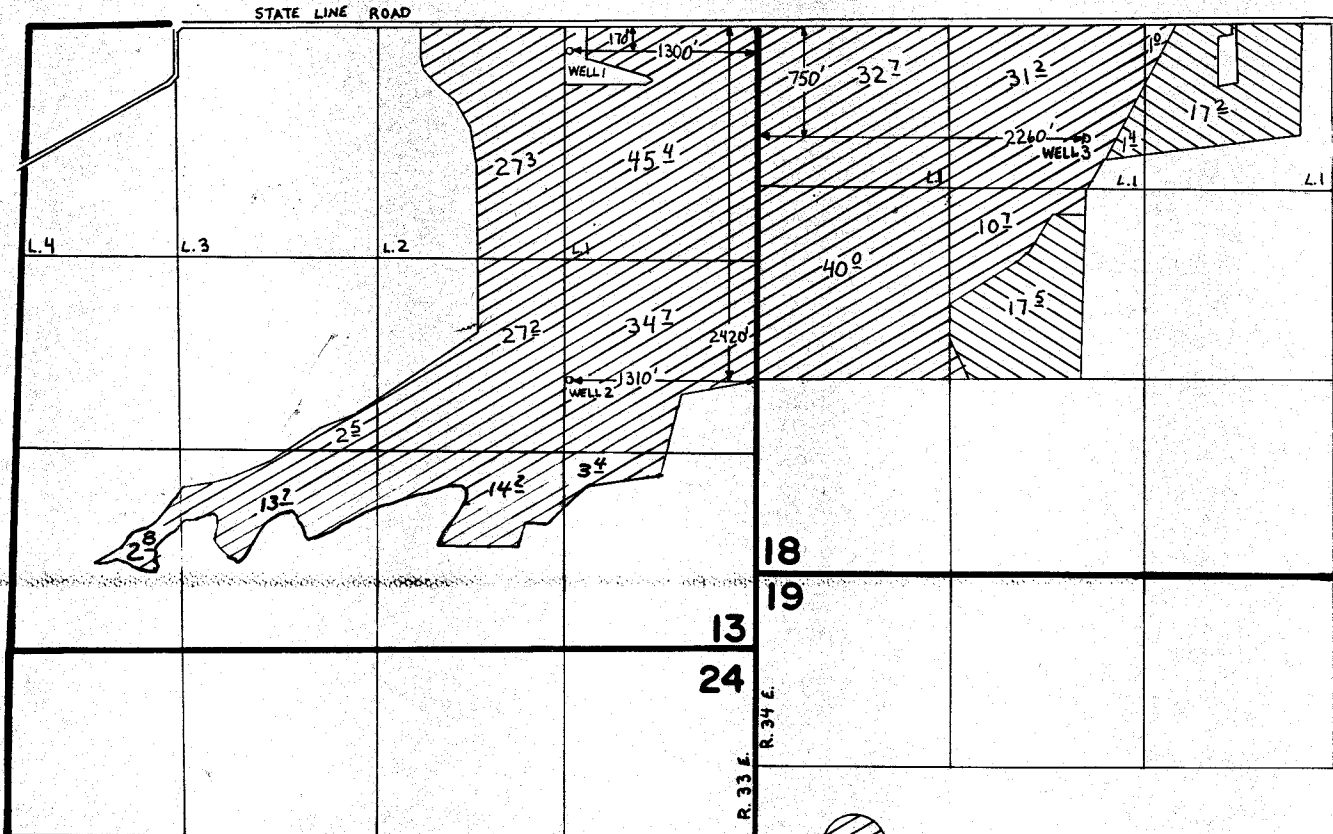 STATE LINE ROAD
170'
1300'
WELL 1
750'
32 7
31 2
1 0
17 2
27 3
45 4
2260'
WELL 3
1 4
L.1
L.1
L.1
10 7
L.4
L.3
L.2
L.1
40 0
17 5
27 2
34 7
2420'
1310'
WELL 2
2 5
3 4
14 2
13 7
2 8
18
19
13
24
R. 34 E.
R. 33 E.